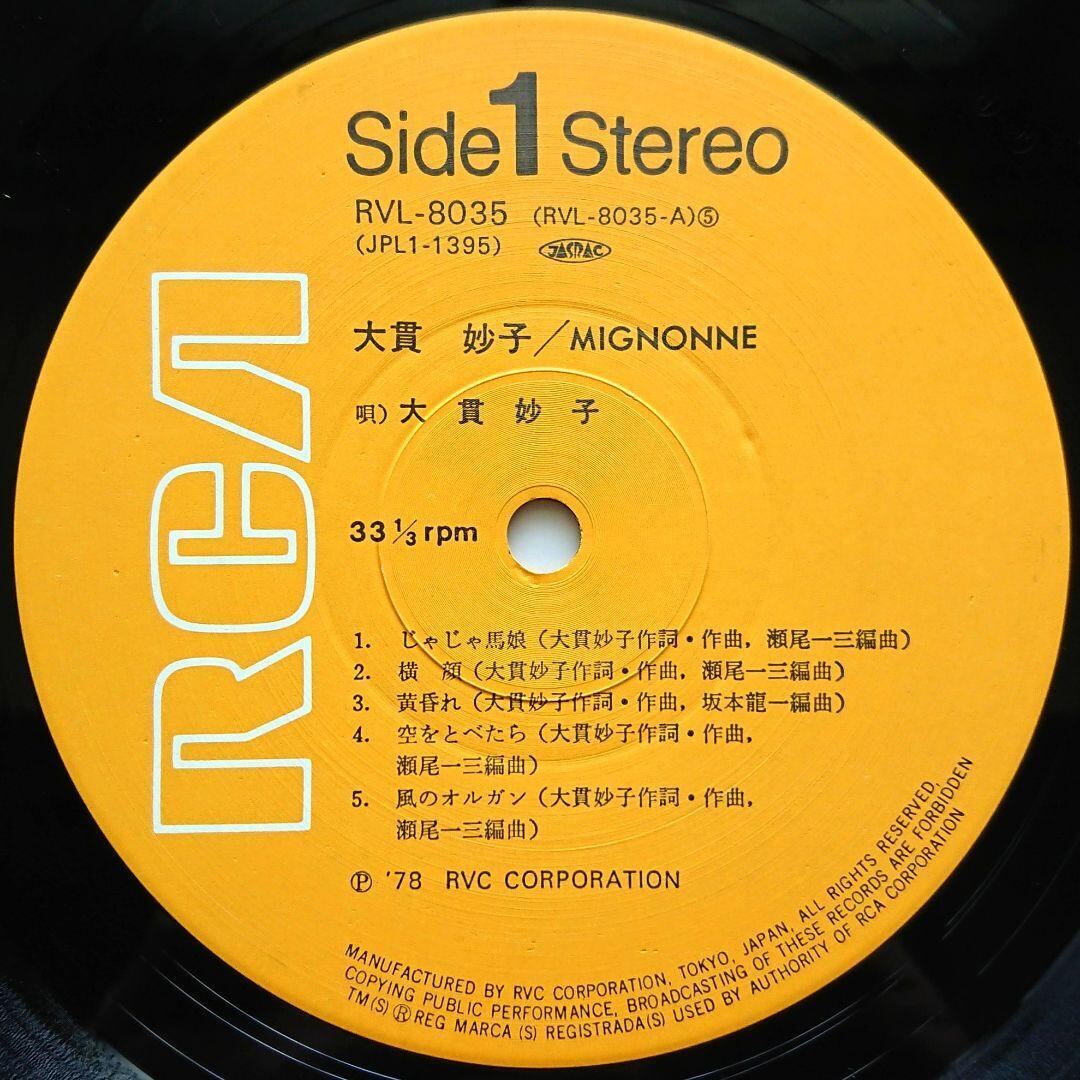 Side 1 Stereo
RVL-8035 (RVL-8035-A)⑤
(JPL1-1395) JASRAC
大貫 妙子／MIGNONNE
唄）大貫妙子
RCA
33 1/3 rpm
1. じゃじゃ馬娘（大貫妙子作詞・作曲，瀬尾一三編曲）
2. 横 顔（大貫妙子作詞・作曲，瀬尾一三編曲）
3. 黄昏れ（大貫妙子作詞・作曲，坂本龍一編曲）
4. 空をとべたら（大貫妙子作詞・作曲，
瀬尾一三編曲）
5. 風のオルガン（大貫妙子作詞・作曲，
瀬尾一三編曲）
Ⓟ '78 RVC CORPORATION
MANUFACTURED BY RVC CORPORATION, TOKYO, JAPAN, ALL RIGHTS RESERVED,
COPYING PUBLIC PERFORMANCE, BROADCASTING OF THESE RECORDS ARE FORBIDDEN
TM(S) ® REG MARCA (S) REGISTRADA(S) USED BY AUTHORITY OF RCA CORPORATION